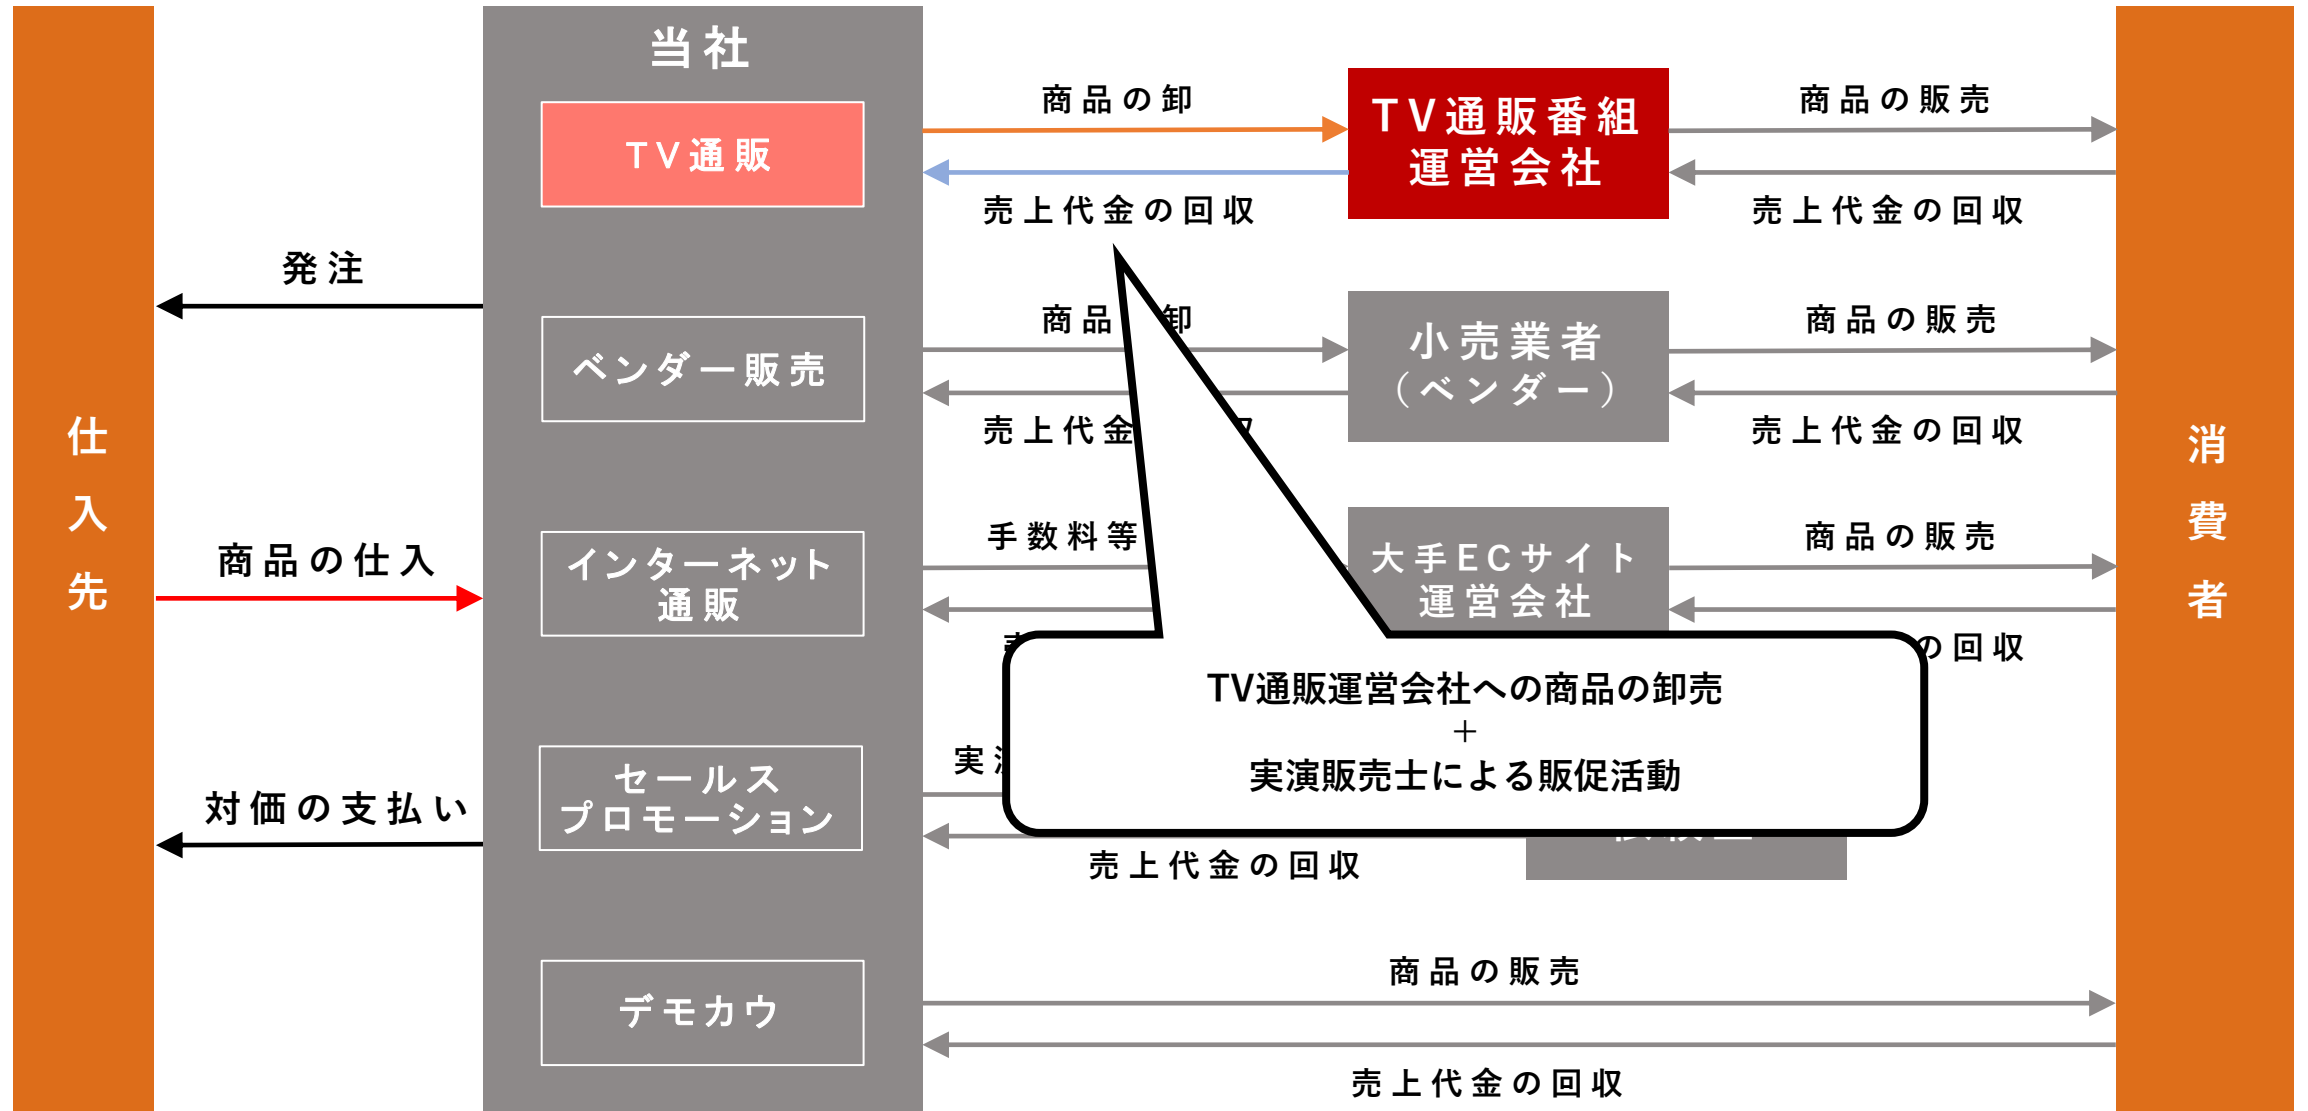 仕入先
発注
商品の仕入
対価の支払い
当社
TV通販
ベンダー販売
インターネット
通販
セールス
プロモーション
デモカウ
商品の卸
売上代金の回収
TV通販番組
運営会社
商品の販売
売上代金の回収
商品
卸
売上代金
小売業者
（ベンダー）
商品の販売
売上代金の回収
手数料等
大手ECサイト
運営会社
商品の販売
の回収
TV通販運営会社への商品の卸売
＋
実演販売士による販促活動
実
売上代金の回収
商品の販売
売上代金の回収
消費者